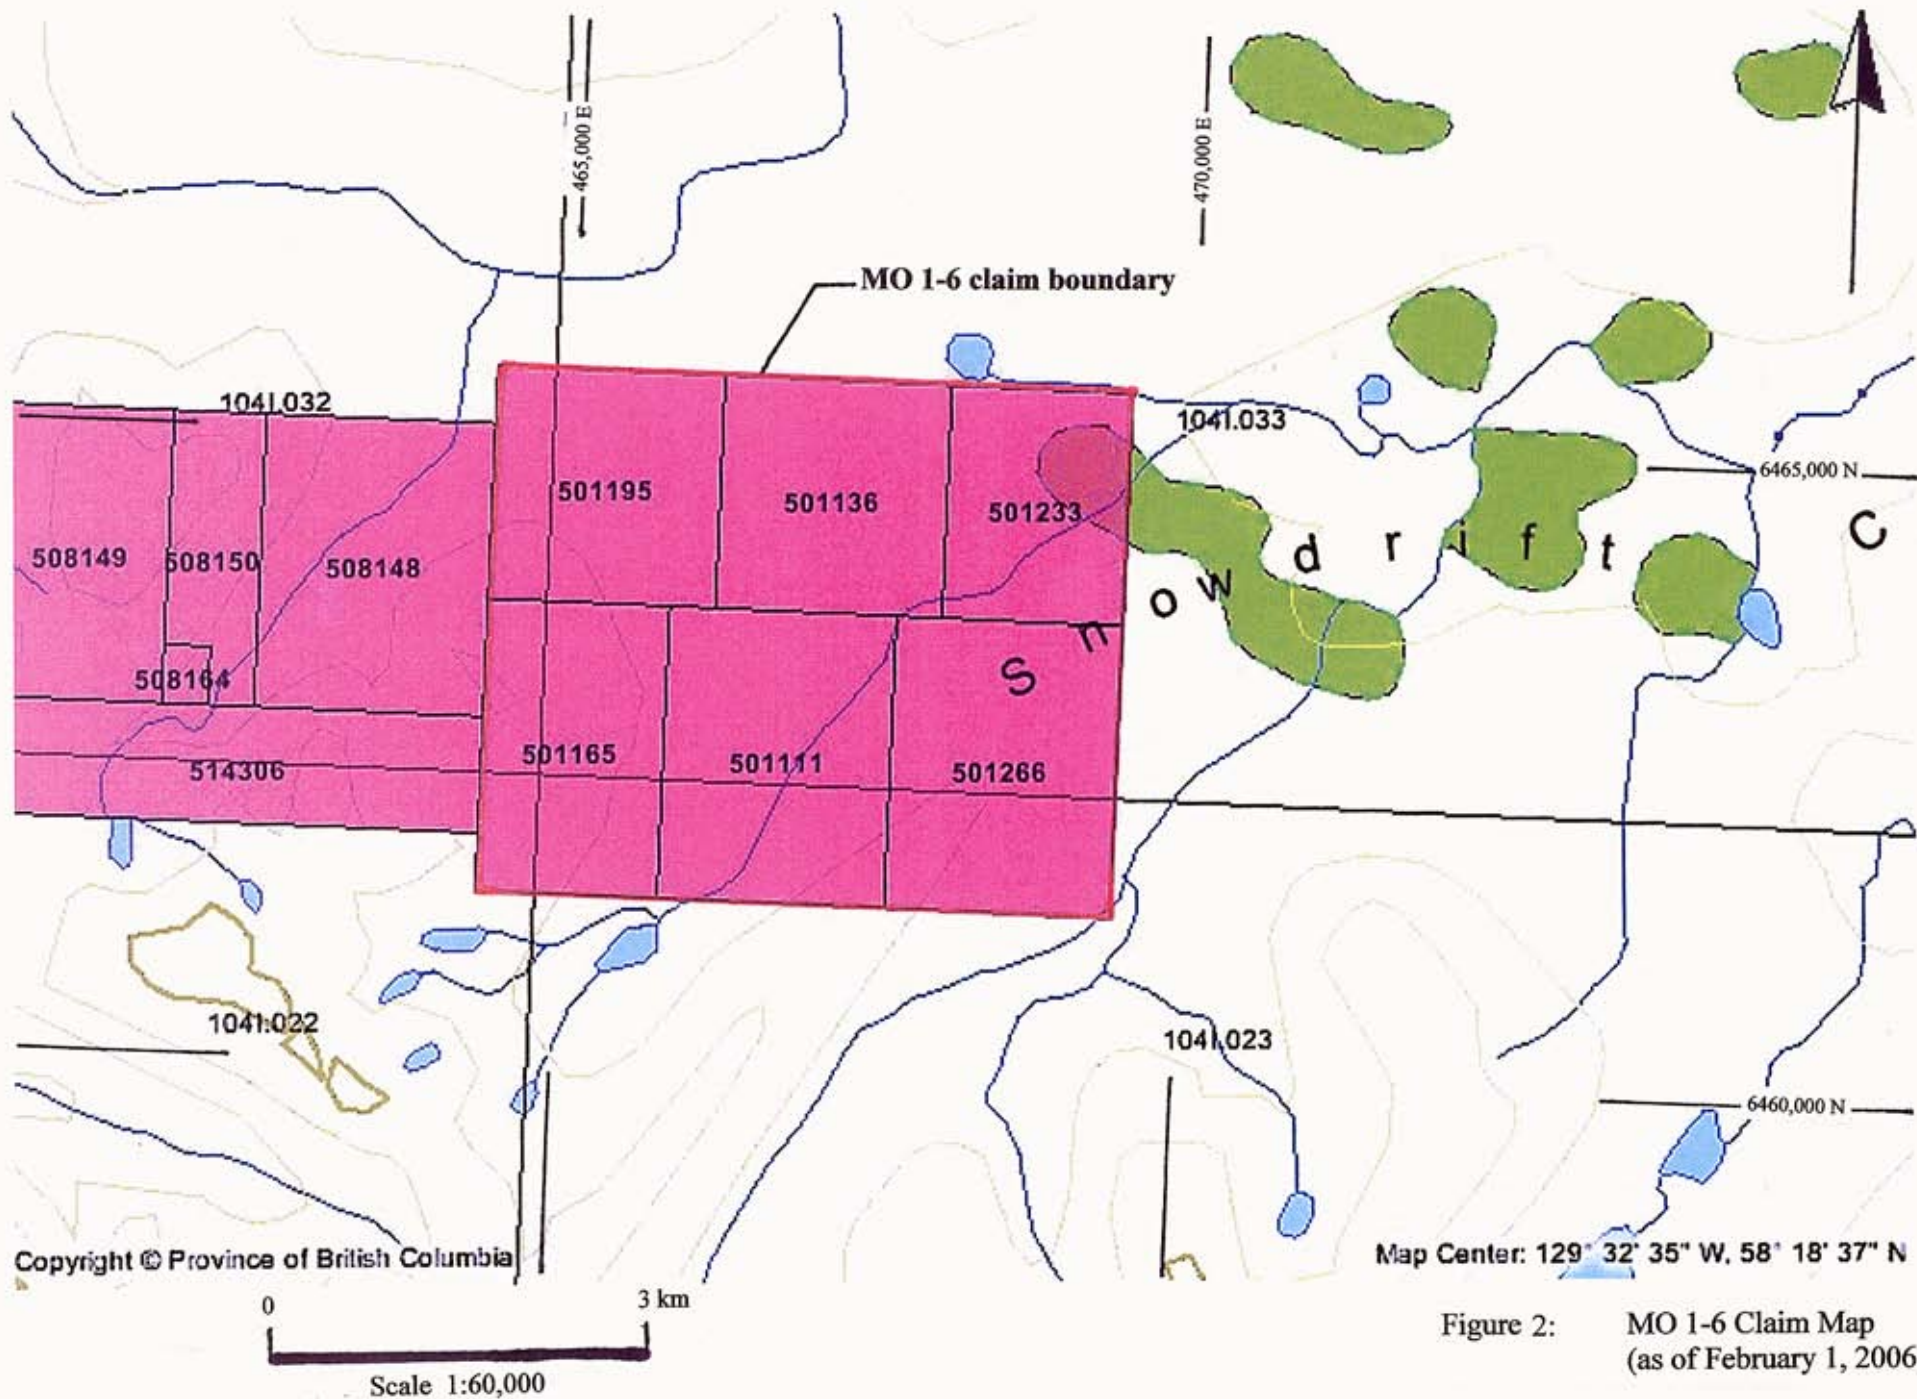 465,000 E
470,000 E
MO 1-6 claim boundary
104I.032
104I.033
6465,000 N
501195
501136
501233
508149
508150
508148
Snowdrift C
508164
501165
501111
501266
514306
104I.022
104I.023
6460,000 N
Copyright © Province of British Columbia
Map Center: 129° 32' 35" W, 58° 18' 37" N
0
3 km
Scale 1:60,000
Figure 2: MO 1-6 Claim Map
(as of February 1, 2006